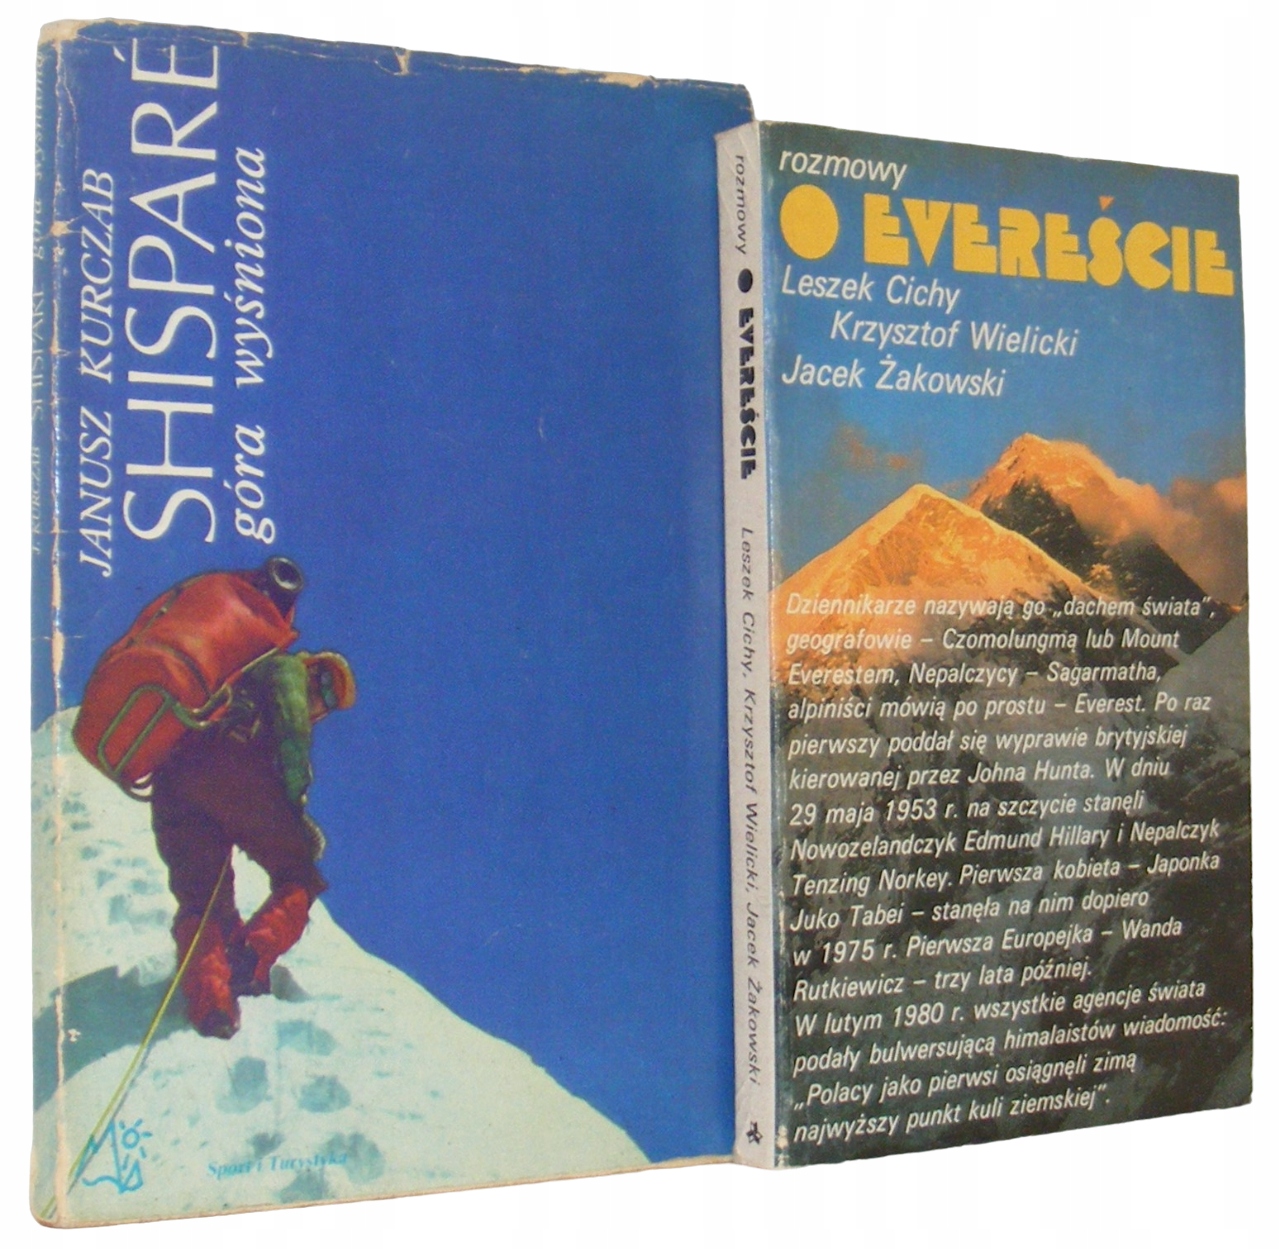 J. KURCZAB SHISPARÉ góra wyśniona
JANUSZ KURCZAB
SHISPARÉ
góra wyśniona
Sport i Turystyka
rozmowy O EVEREŚCIE Leszek Cichy, Krzysztof Wielicki, Jacek Żakowski
rozmowy
O EVEREŚCIE
Leszek Cichy
Krzysztof Wielicki
Jacek Żakowski
Dziennikarze nazywają go „dachem świata",
geografowie – Czomolungmą lub Mount
Everestem, Nepalczycy – Sagarmatha,
alpiniści mówią po prostu – Everest. Po raz
pierwszy poddał się wyprawie brytyjskiej
kierowanej przez Johna Hunta. W dniu
29 maja 1953 r. na szczycie stanęli
Nowozelandczyk Edmund Hillary i Nepalczyk
Tenzing Norkey. Pierwsza kobieta – Japonka
Juko Tabei – stanęła na nim dopiero
w 1975 r. Pierwsza Europejka – Wanda
Rutkiewicz – trzy lata później.
W lutym 1980 r. wszystkie agencje świata
podały bulwersującą himalaistów wiadomość:
„Polacy jako pierwsi osiągnęli zimą
najwyższy punkt kuli ziemskiej".